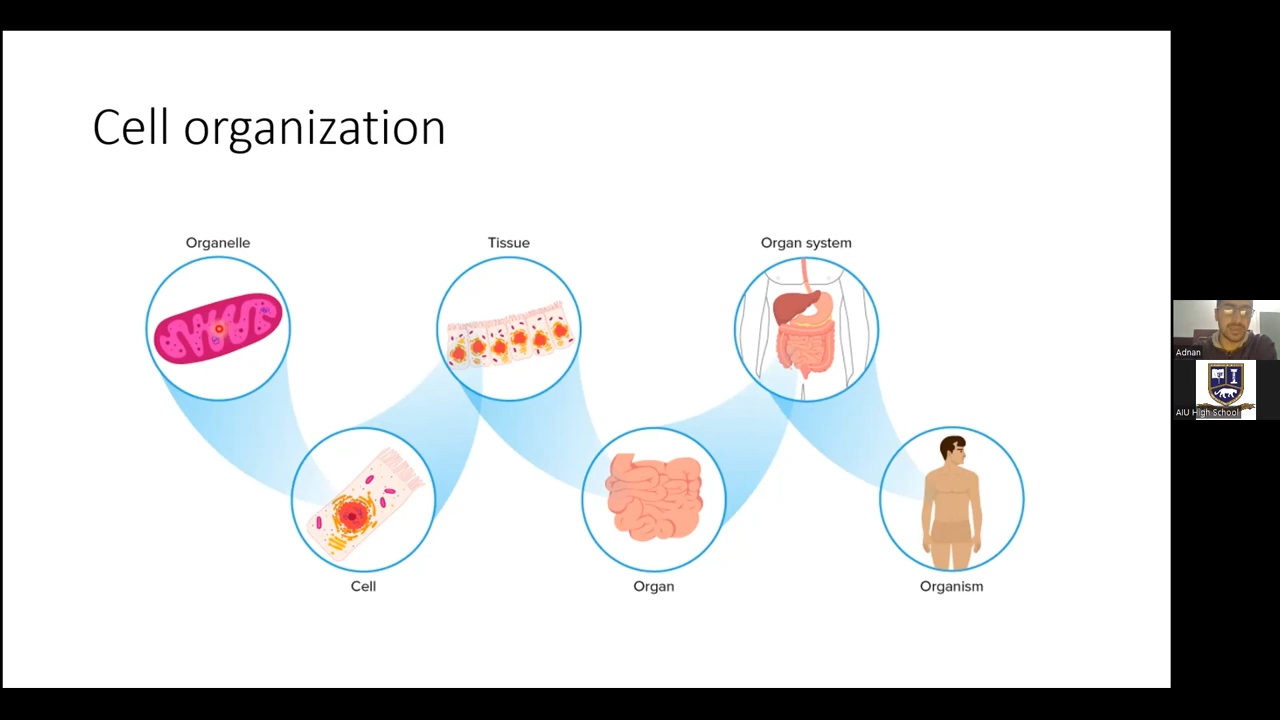 Cell organization
Organelle
Tissue
Organ system
Cell
Organ
Organism
Adnan
AIU High School